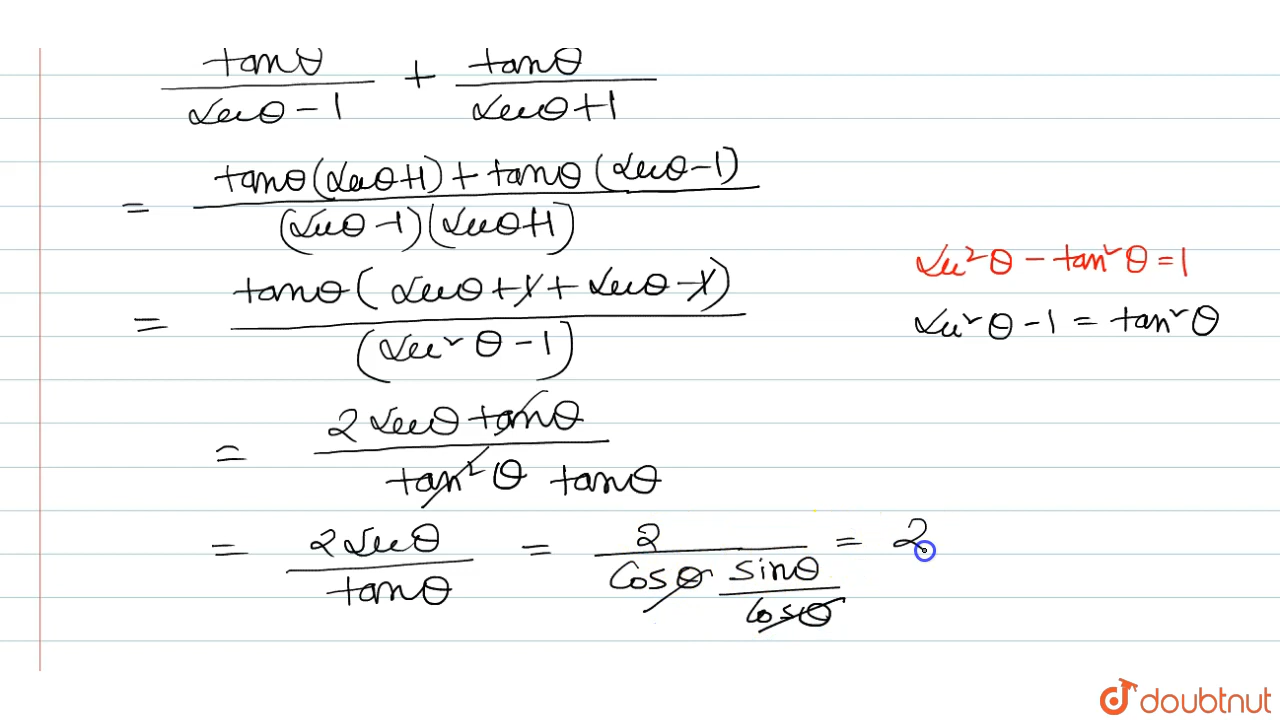 tanθ/(secθ-1) + tanθ/(secθ+1)
= (tanθ(secθ+1) + tanθ(secθ-1))/((secθ-1)(secθ+1))
= (tanθ(secθ+1+secθ-1))/((sec²θ-1))
sec²θ - tan²θ = 1
sec²θ - 1 = tan²θ
= (2 secθ tanθ)/(tan²θ tanθ)
= 2 secθ/tanθ = 2/(cosθ sinθ/cosθ) = 2
doubtnut